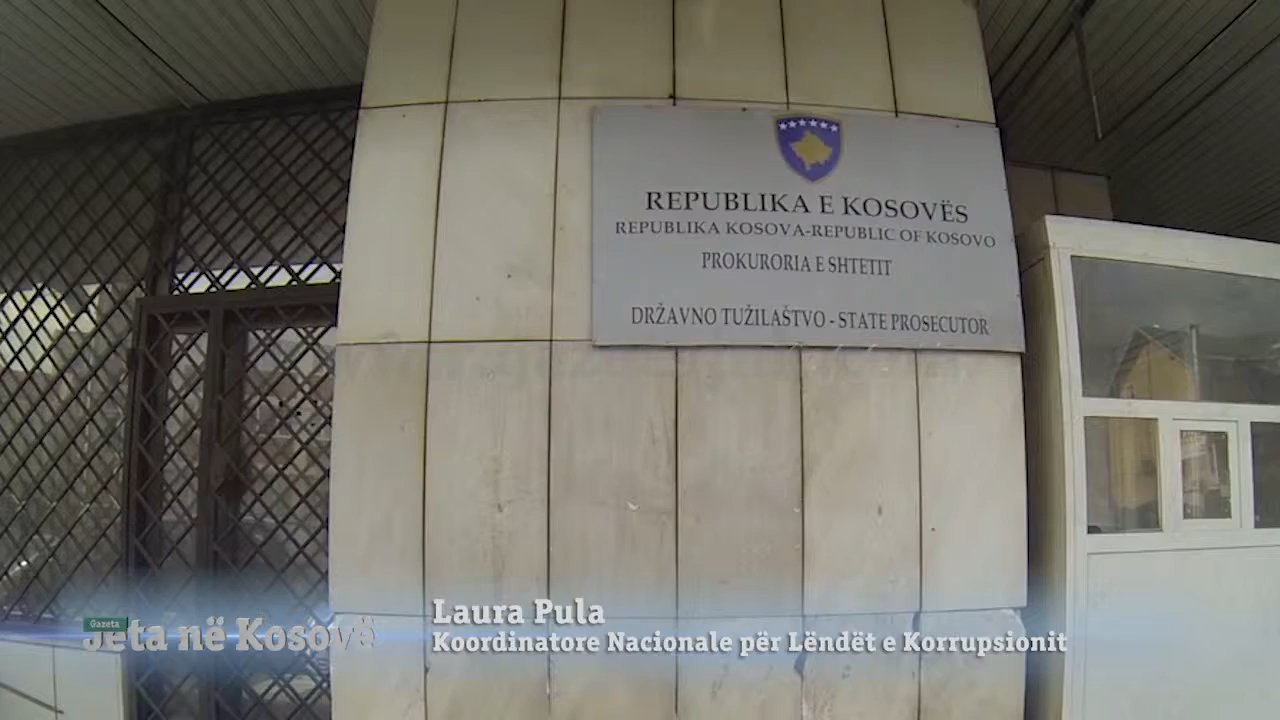 REPUBLIKA E KOSOVËS
REPUBLIKA KOSOVA-REPUBLIC OF KOSOVO
PROKURORIA E SHTETIT
DRŽAVNO TUŽILAŠTVO - STATE PROSECUTOR
Laura Pula
Koordinatore Nacionale për Lëndët e Korrupsionit
Gazeta
Jeta në Kosovë